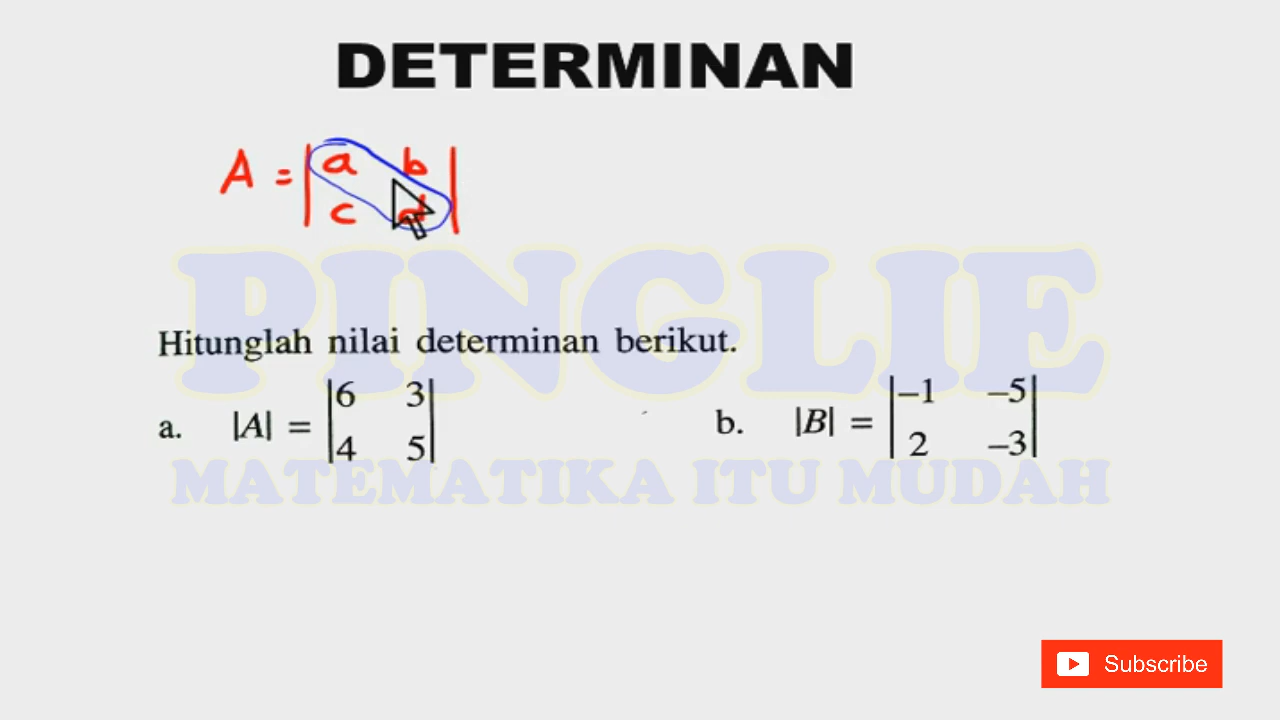 DETERMINAN
A = | a b |
| c d |
PINGLIE
Hitunglah nilai determinan berikut.
a. |A| = |6 3| b. |B| = |–1 –5|
|4 5| |2 –3|
MATEMATIKA ITU MUDAH
Subscribe